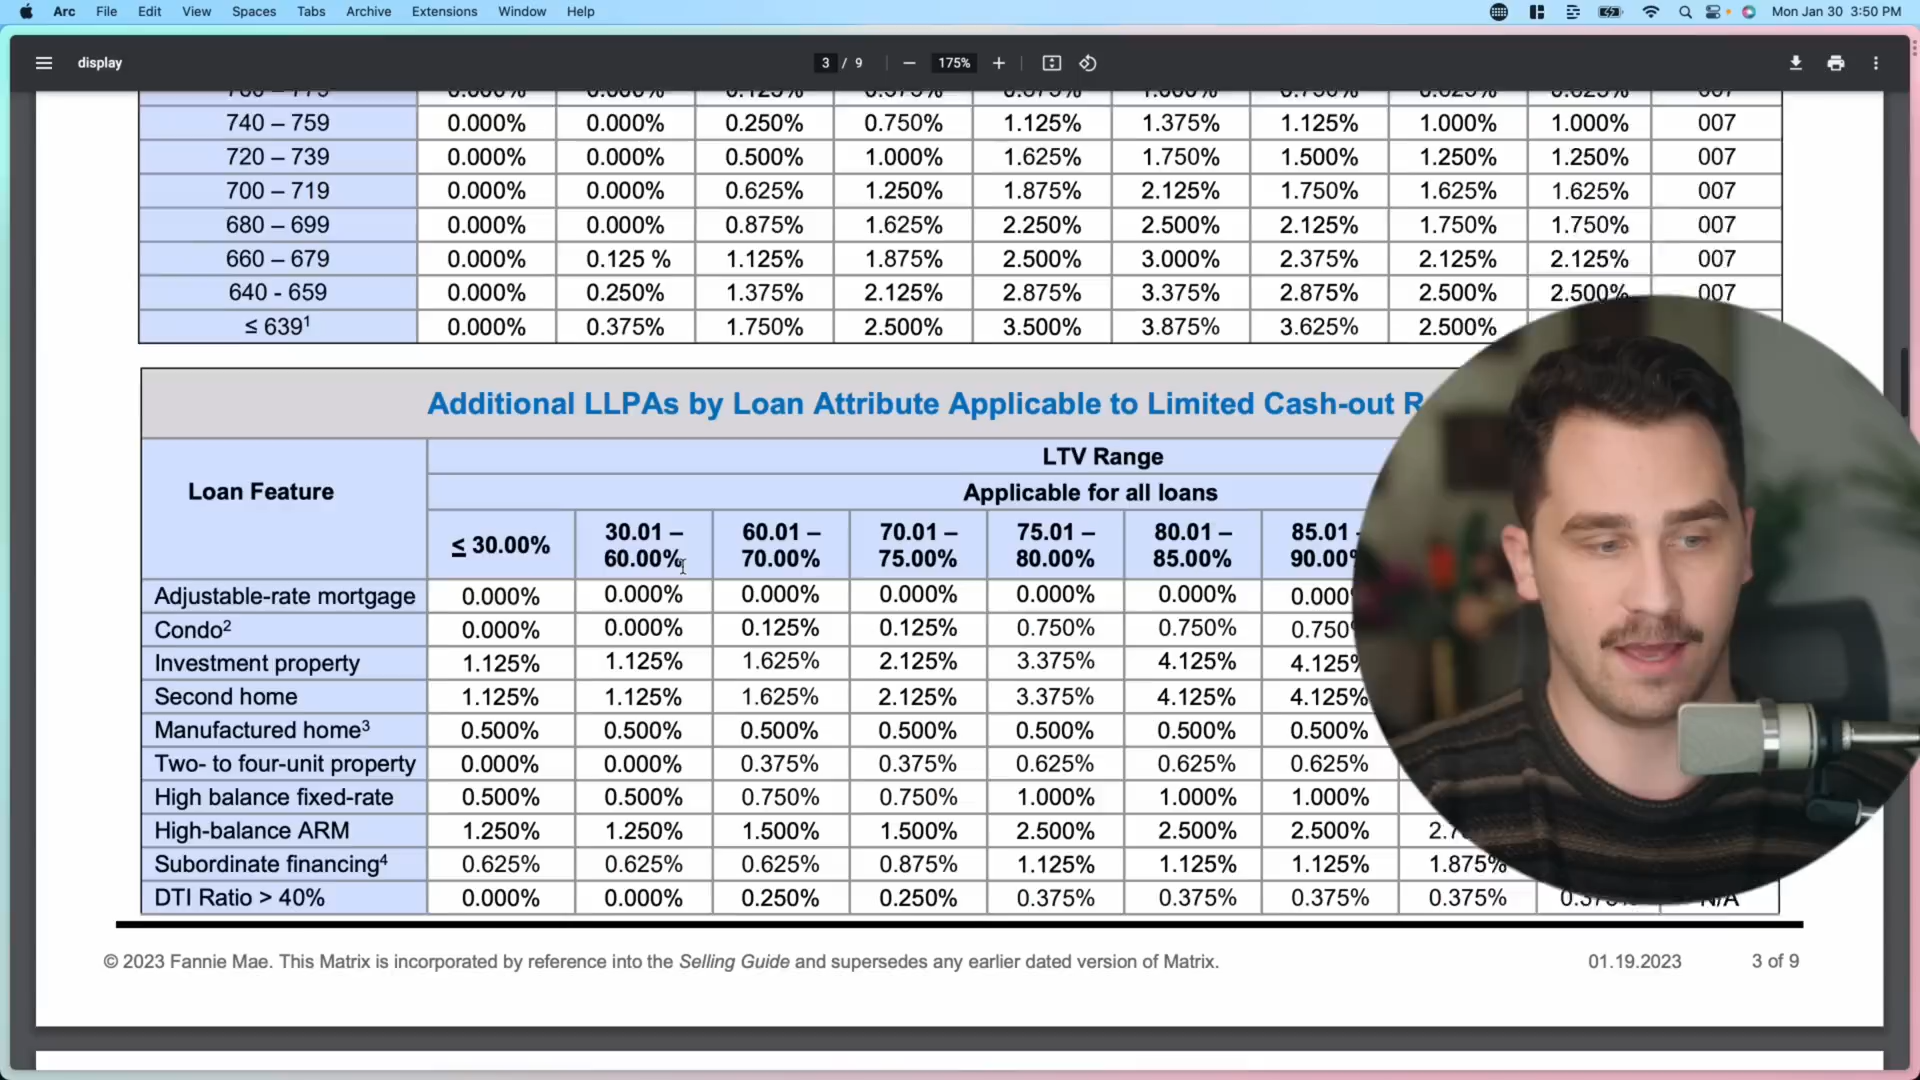 Arc File Edit View Spaces Tabs Archive Extensions Window Help Mon Jan 30 3:50 PM
display 3 / 9 175%
740 – 759 0.000% 0.000% 0.250% 0.750% 1.125% 1.375% 1.125% 1.000% 1.000% 007
720 – 739 0.000% 0.000% 0.500% 1.000% 1.625% 1.750% 1.500% 1.250% 1.250% 007
700 – 719 0.000% 0.000% 0.625% 1.250% 1.875% 2.125% 1.750% 1.625% 1.625% 007
680 – 699 0.000% 0.000% 0.875% 1.625% 2.250% 2.500% 2.125% 1.750% 1.750% 007
660 – 679 0.000% 0.125 % 1.125% 1.875% 2.500% 3.000% 2.375% 2.125% 2.125% 007
640 - 659 0.000% 0.250% 1.375% 2.125% 2.875% 3.375% 2.875% 2.500% 2.500% 007
≤ 639¹ 0.000% 0.375% 1.750% 2.500% 3.500% 3.875% 3.625% 2.500%
Additional LLPAs by Loan Attribute Applicable to Limited Cash-out R
LTV Range
Loan Feature
Applicable for all loans
≤ 30.00% 30.01 – 60.00% 60.01 – 70.00% 70.01 – 75.00% 75.01 – 80.00% 80.01 – 85.00% 85.01 90.00%
Adjustable-rate mortgage 0.000% 0.000% 0.000% 0.000% 0.000% 0.000% 0.000
Condo² 0.000% 0.000% 0.125% 0.125% 0.750% 0.750% 0.750
Investment property 1.125% 1.125% 1.625% 2.125% 3.375% 4.125% 4.125%
Second home 1.125% 1.125% 1.625% 2.125% 3.375% 4.125% 4.125%
Manufactured home³ 0.500% 0.500% 0.500% 0.500% 0.500% 0.500% 0.500%
Two- to four-unit property 0.000% 0.000% 0.375% 0.375% 0.625% 0.625% 0.625%
High balance fixed-rate 0.500% 0.500% 0.750% 0.750% 1.000% 1.000% 1.000%
High-balance ARM 1.250% 1.250% 1.500% 1.500% 2.500% 2.500% 2.500%
Subordinate financing⁴ 0.625% 0.625% 0.625% 0.875% 1.125% 1.125% 1.125% 1.875%
DTI Ratio > 40% 0.000% 0.000% 0.250% 0.250% 0.375% 0.375% 0.375% 0.375% N/A
© 2023 Fannie Mae. This Matrix is incorporated by reference into the Selling Guide and supersedes any earlier dated version of Matrix. 01.19.2023 3 of 9